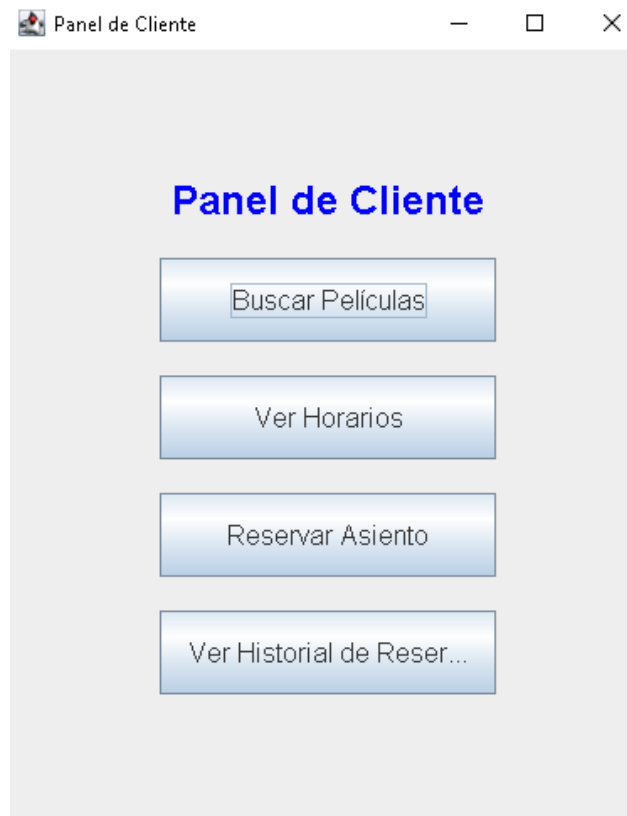 Panel de Cliente
Panel de Cliente
Buscar Películas
Ver Horarios
Reservar Asiento
Ver Historial de Reser...